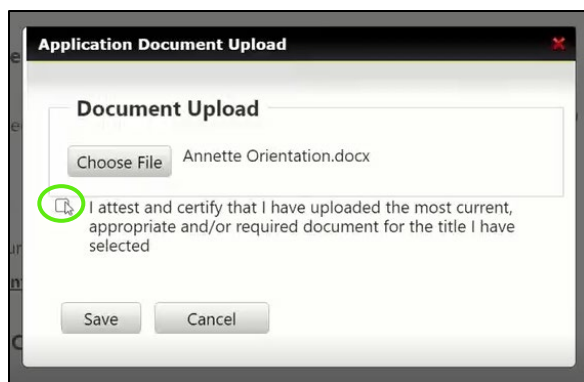 Application Document Upload
Document Upload
Choose File Annette Orientation.docx
I attest and certify that I have uploaded the most current,
appropriate and/or required document for the title I have
selected
Save Cancel